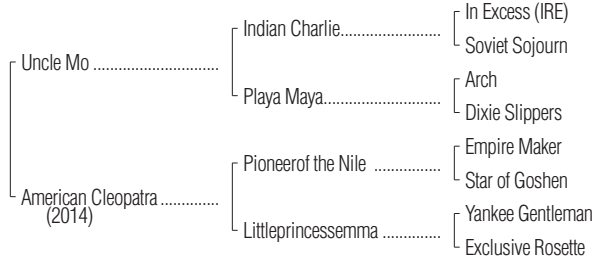 In Excess (IRE)
Indian Charlie......................
Soviet Sojourn
Uncle Mo ...........................
Arch
Playa Maya.........................
Dixie Slippers
Empire Maker
Pioneerof the Nile ...............
Star of Goshen
American Cleopatra .............
(2014)
Yankee Gentleman
Littleprincessemma .............
Exclusive Rosette